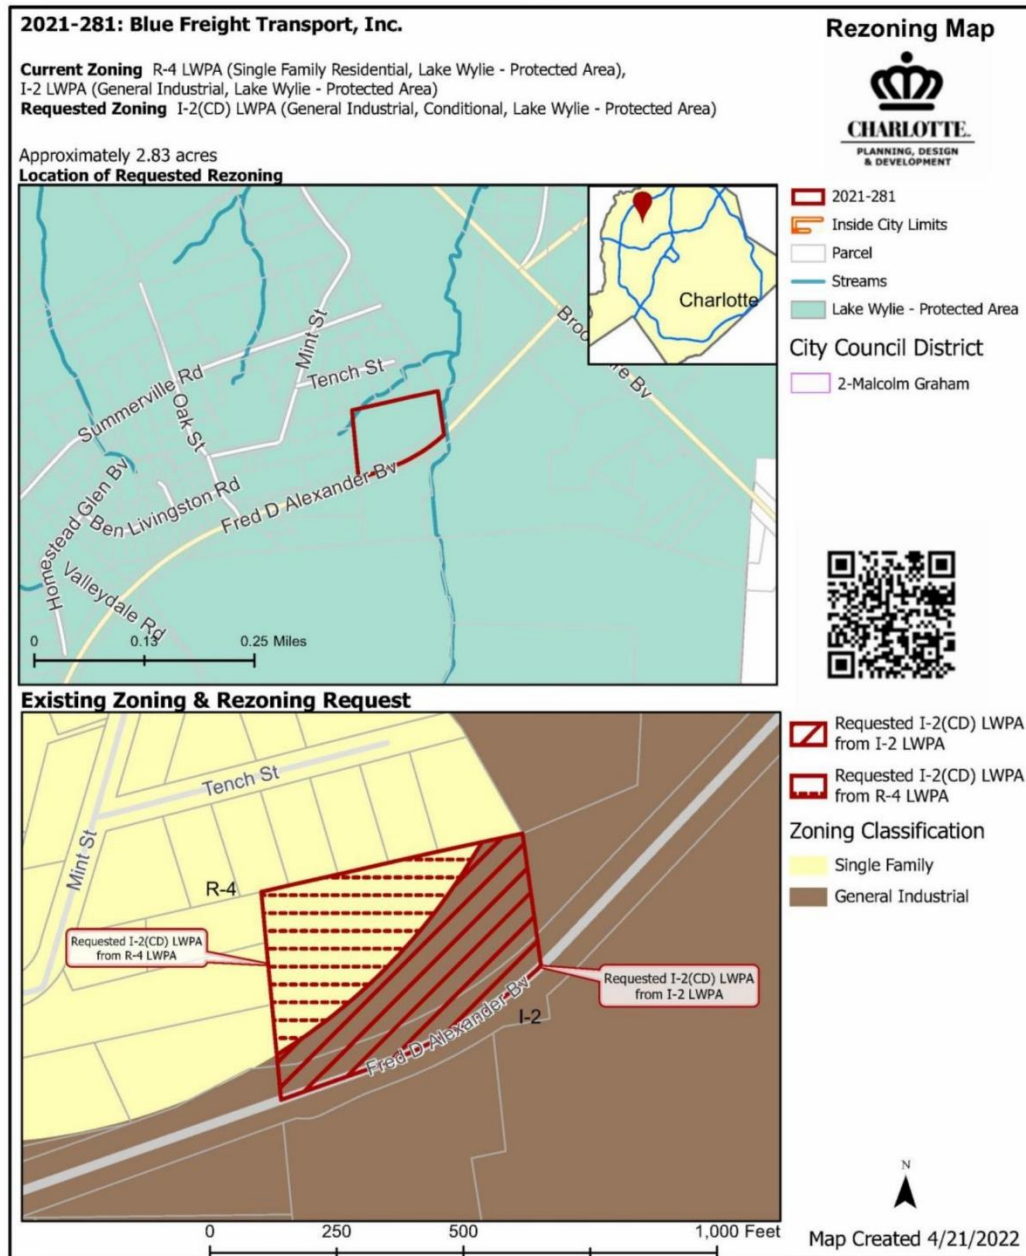 2021-281: Blue Freight Transport, Inc.
Current Zoning R-4 LWPA (Single Family Residential, Lake Wylie - Protected Area),
I-2 LWPA (General Industrial, Lake Wylie - Protected Area)
Requested Zoning I-2(CD) LWPA (General Industrial, Conditional, Lake Wylie - Protected Area)
Approximately 2.83 acres
Location of Requested Rezoning
Rezoning Map
CHARLOTTE.
PLANNING, DESIGN
& DEVELOPMENT
2021-281
Inside City Limits
Parcel
Streams
Lake Wylie - Protected Area
City Council District
2-Malcolm Graham
Charlotte
Mint St
Tench St
Summerville Rd
Oak St
Homestead Glen Bv
Ben Livingston Rd
Fred D Alexander Bv
Valleydale Rd
0 0.13 0.25 Miles
Existing Zoning & Rezoning Request
Tench St
Mint St
R-4
Requested I-2(CD) LWPA
from R-4 LWPA
Requested I-2(CD) LWPA
from I-2 LWPA
I-2
Fred D Alexander Bv
Requested I-2(CD) LWPA
from I-2 LWPA
Requested I-2(CD) LWPA
from R-4 LWPA
Zoning Classification
Single Family
General Industrial
0 250 500 1,000 Feet
N
Map Created 4/21/2022